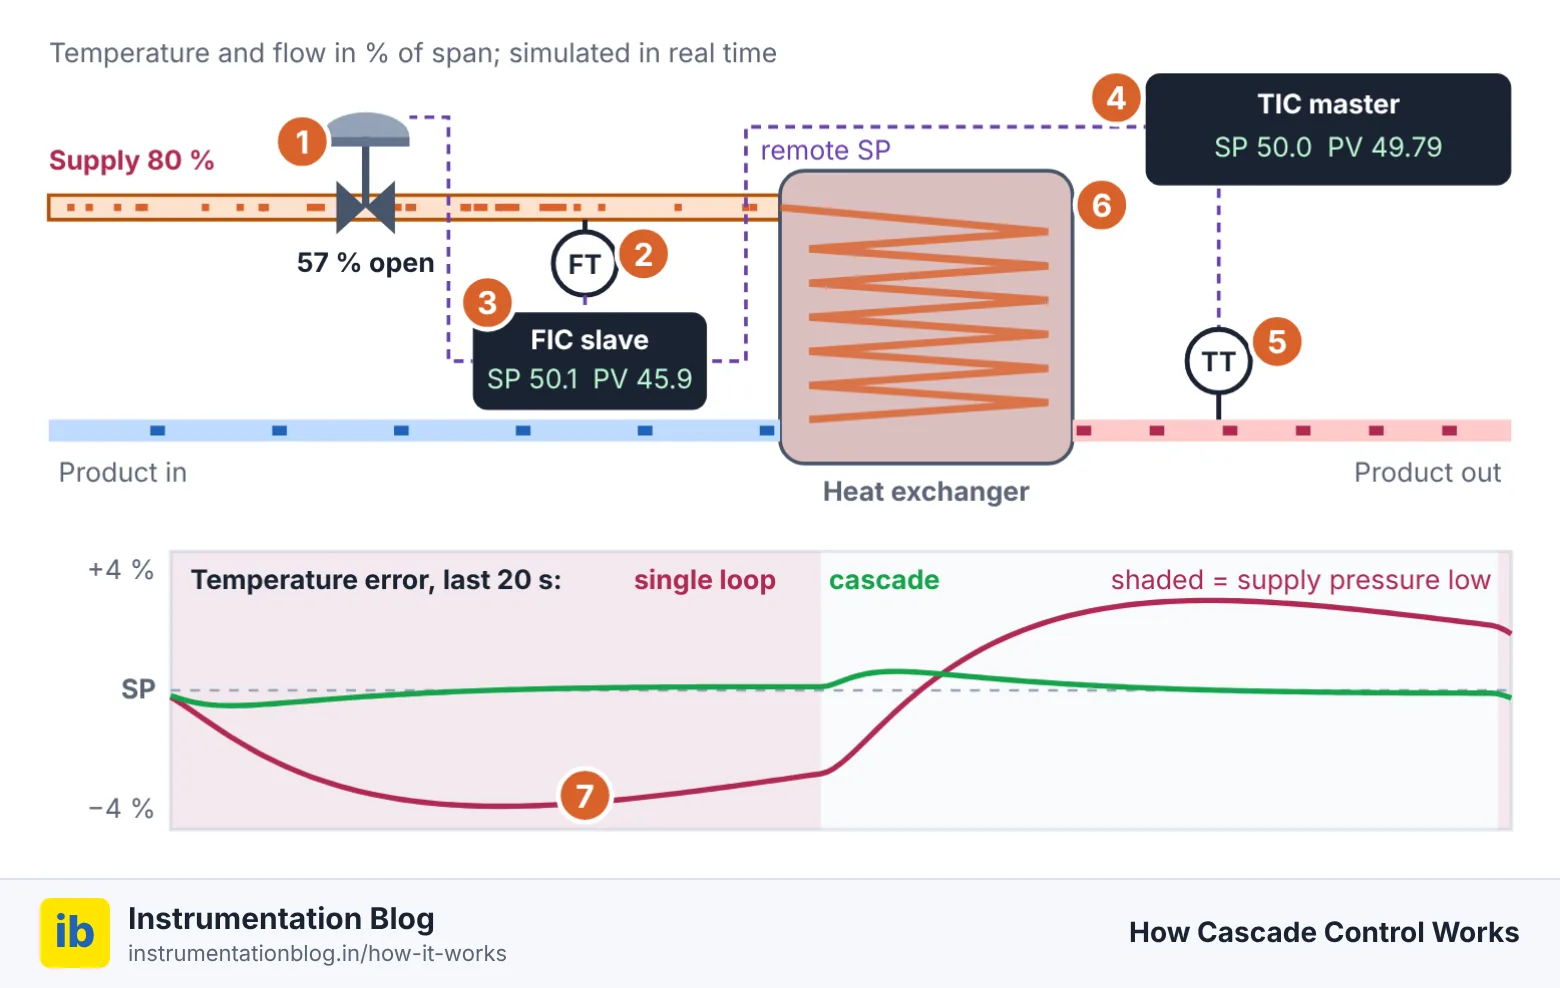 Temperature and flow in % of span; simulated in real time
4
TIC master
SP 50.0 PV 49.79
1
Supply 80 %
remote SP
6
57 % open
FT
2
3
FIC slave
SP 50.1 PV 45.9
5
TT
Product in
Product out
Heat exchanger
+4 %
Temperature error, last 20 s: single loop cascade shaded = supply pressure low
SP
−4 %
7
ib
Instrumentation Blog
instrumentationblog.in/how-it-works
How Cascade Control Works